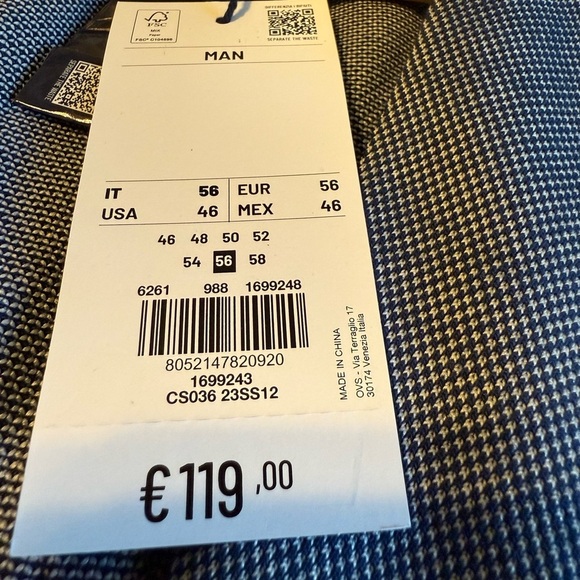 FSC
MIX
Paper
SEPARATE THE WASTE
MAN
IT 56 EUR 56
USA 46 MEX 46
46 48 50 52
54 56 58
6261 988 1699248
8052147820920
1699243
CS036 23SS12
MADE IN CHINA
OVS - Via Terraglio 17
30174 Venezia Italia
€119,00